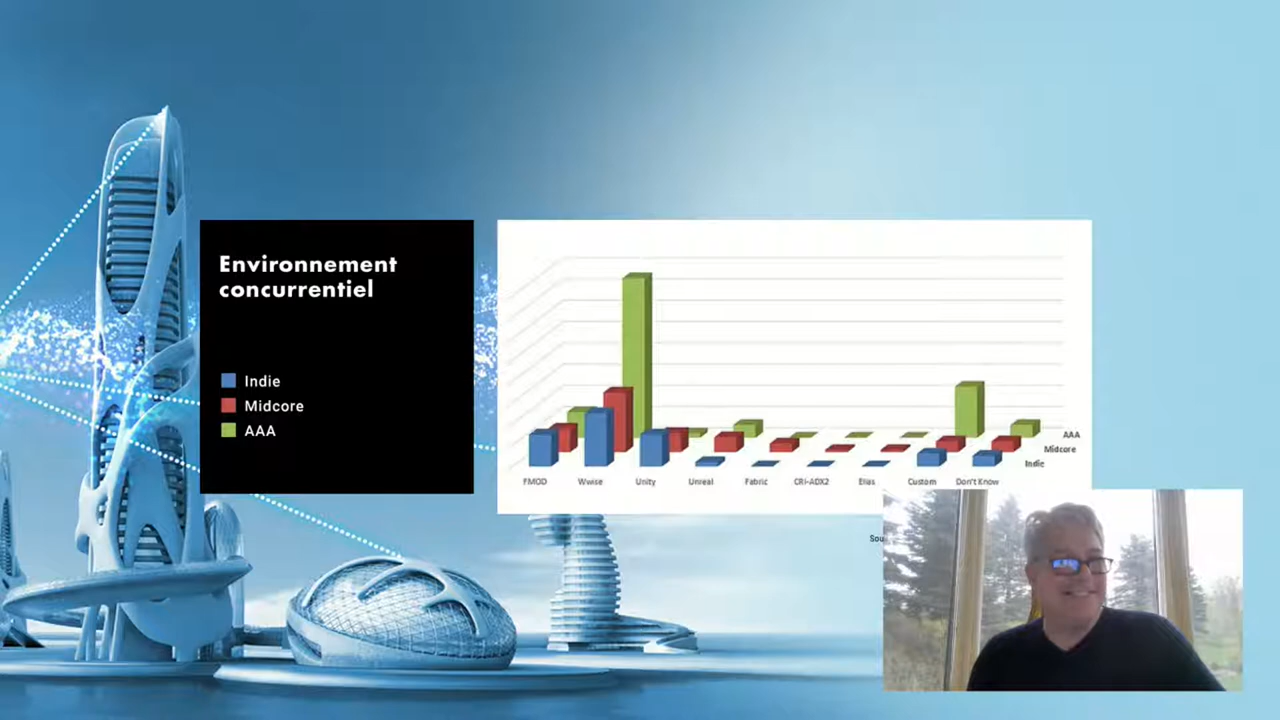 Environnement
concurrentiel
Indie
Midcore
AAA
AAA
Midcore
Indie
FMOD Wwise Unity Unreal Fabric CRI-ADX2 Elias Custom Don't Know
Sou